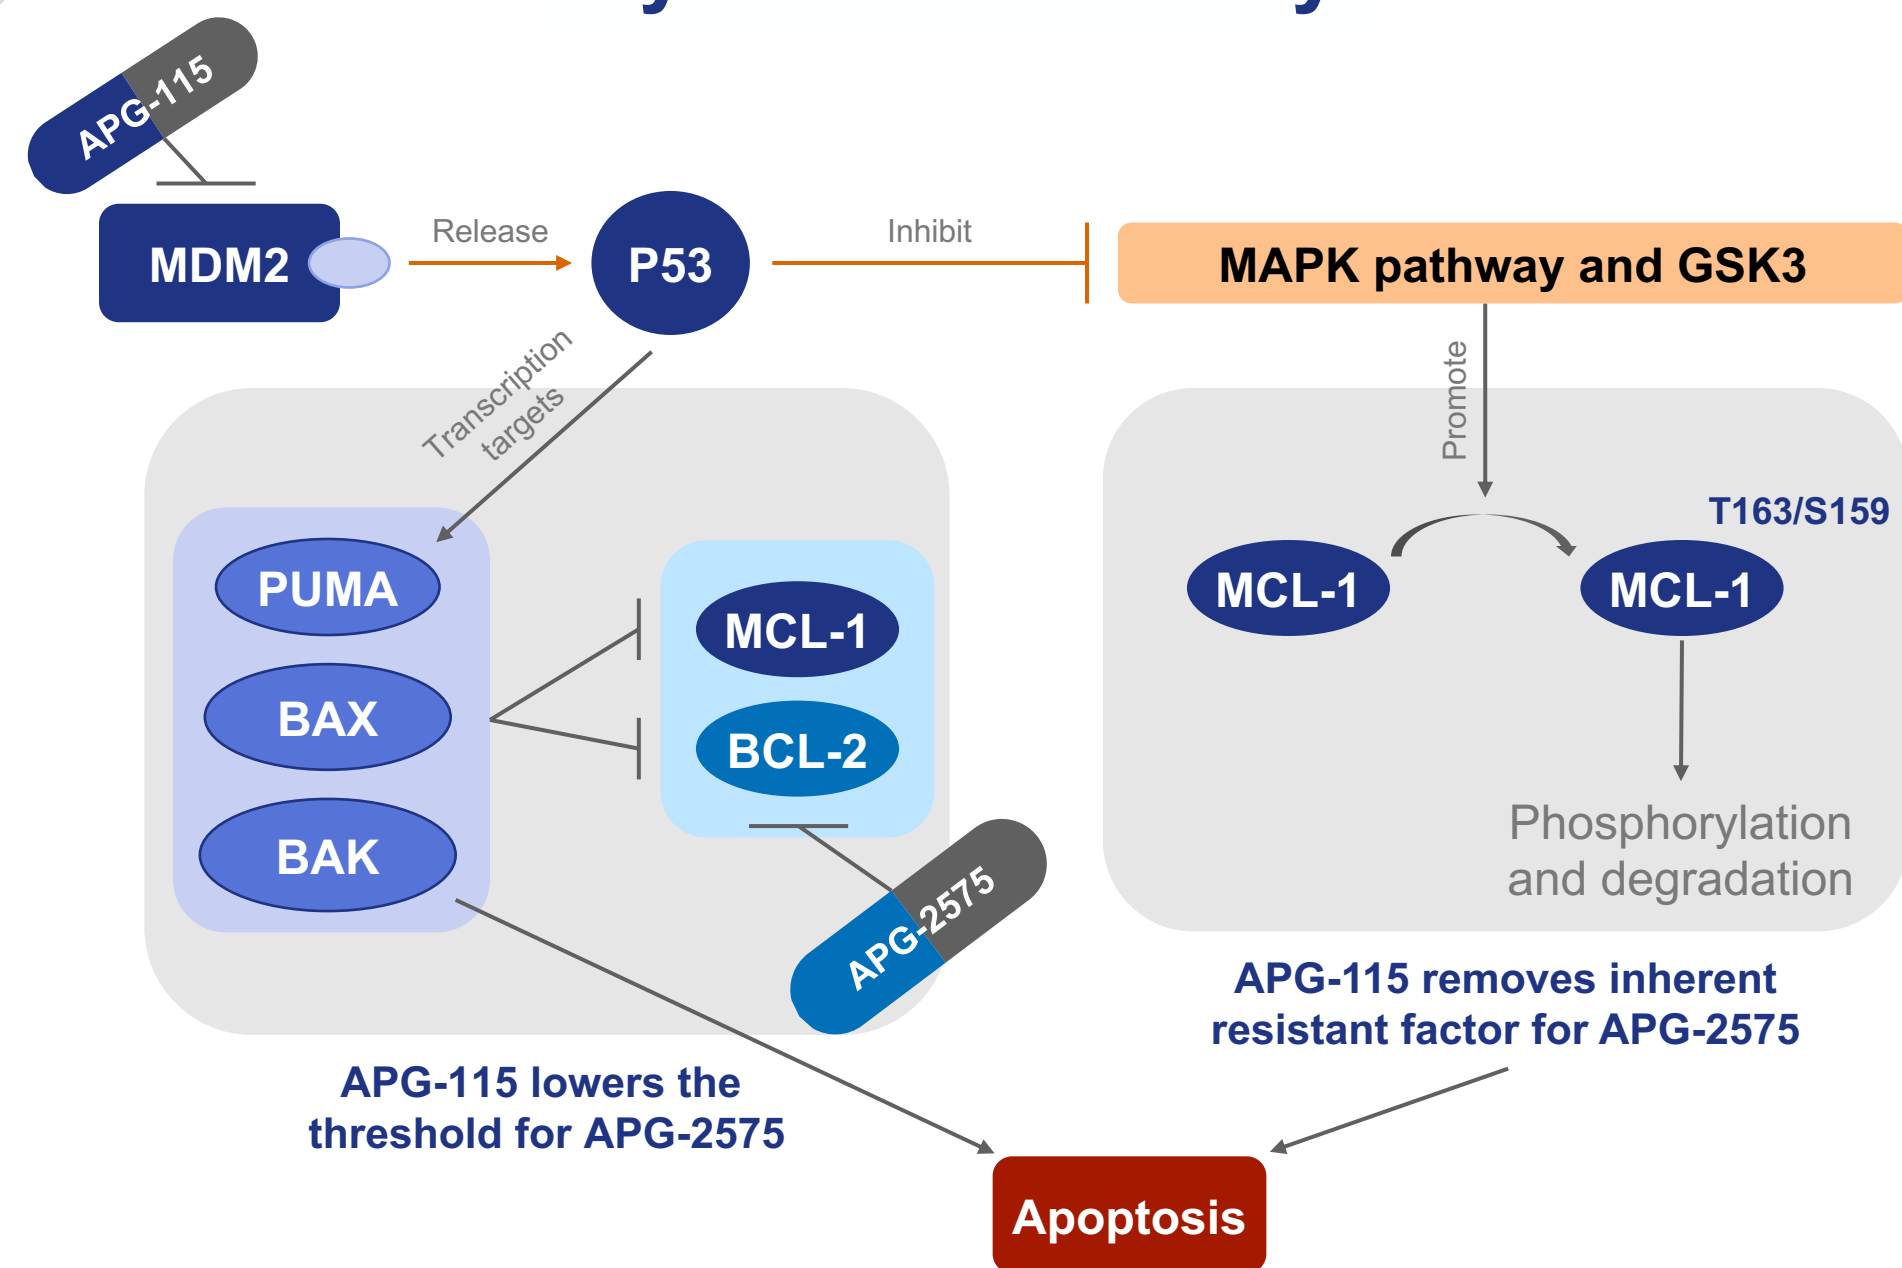 APG-115
MDM2
Release
P53
Inhibit
MAPK pathway and GSK3
Transcription
targets
Promote
PUMA
BAX
BAK
MCL-1
BCL-2
APG-2575
T163/S159
MCL-1
MCL-1
Phosphorylation
and degradation
APG-115 lowers the
threshold for APG-2575
APG-115 removes inherent
resistant factor for APG-2575
Apoptosis